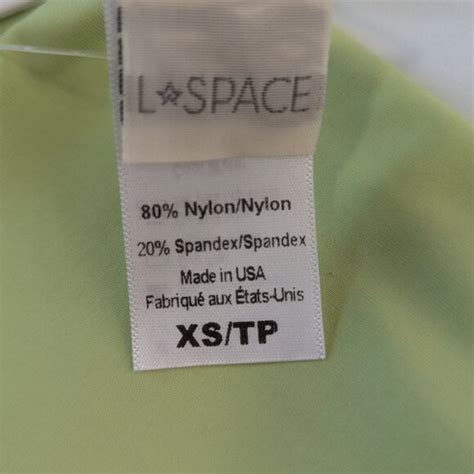 L★SPACE
80% Nylon/Nylon
20% Spandex/Spandex
Made in USA
Fabriqué aux États-Unis
XS/TP